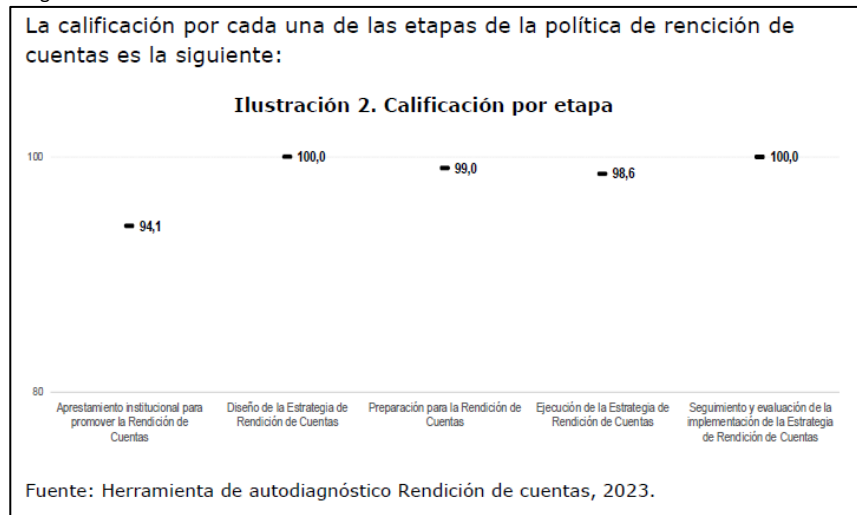 La calificación por cada una de las etapas de la política de rencición de
cuentas es la siguiente:
Ilustración 2. Calificación por etapa
100
94,1
100,0
99,0
98,6
100,0
80
Aprestamiento institucional para
promover la Rendición de
Cuentas
Diseño de la Estrategia de
Rendición de Cuentas
Preparación para la Rendición de
Cuentas
Ejecución de la Estrategia de
Rendición de Cuentas
Seguimiento y evaluación de la
implementación de la Estrategia
de Rendición de Cuentas
Fuente: Herramienta de autodiagnóstico Rendición de cuentas, 2023.